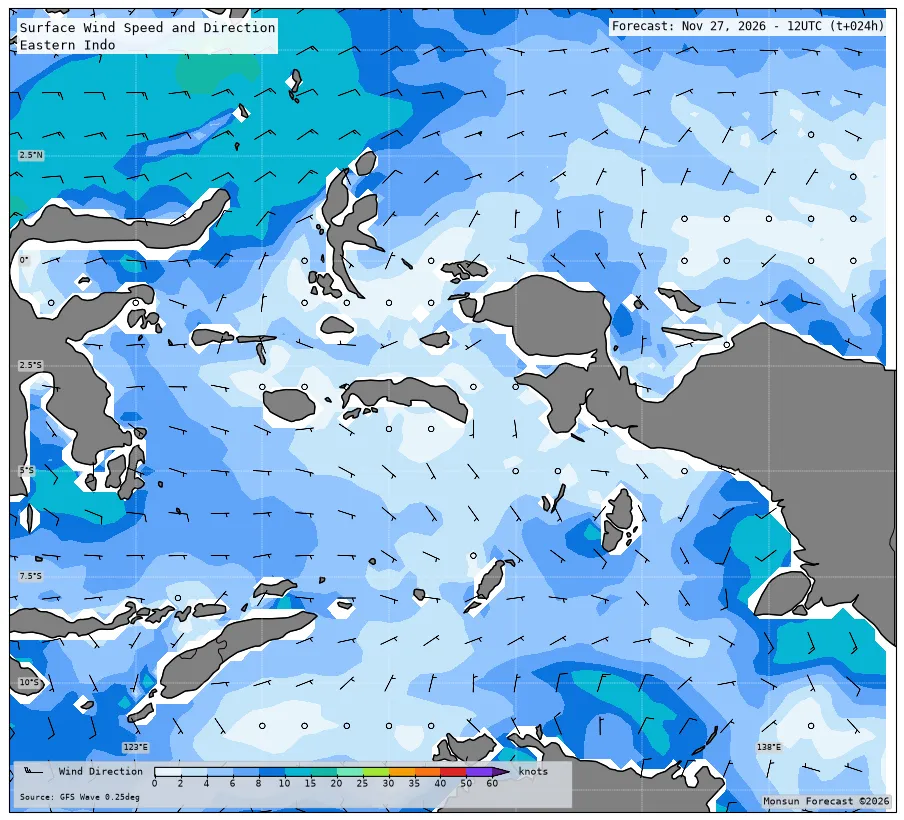 Surface Wind Speed and Direction
Eastern Indo
Forecast: Nov 27, 2026 - 12UTC (t+024h)
2.5°N
0°
2.5°S
5°S
7.5°S
10°S
123°E
138°E
Wind Direction
knots
0 2 4 6 8 10 15 20 25 30 35 40 50 60
Source: GFS Wave 0.25deg
Monsun Forecast ©2026